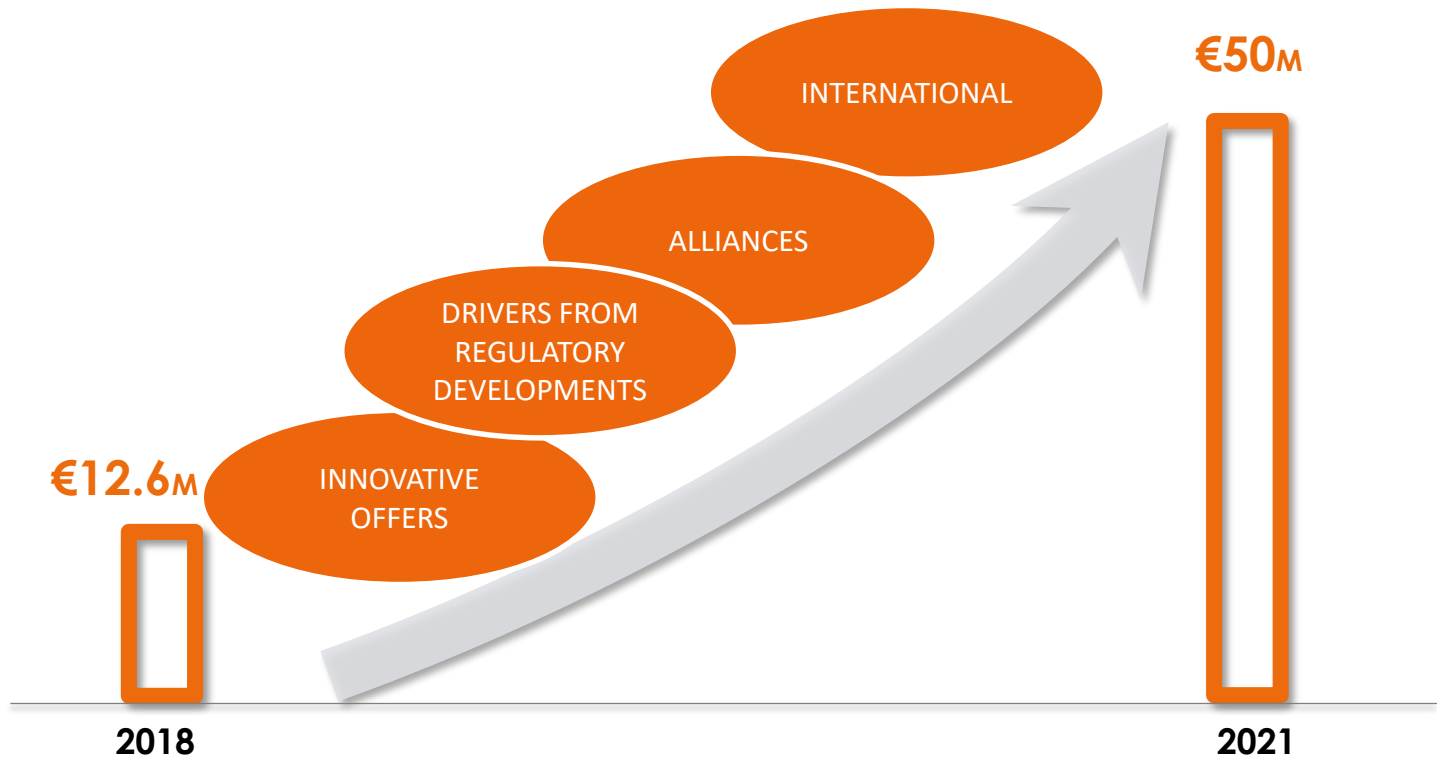 INTERNATIONAL
€50M
ALLIANCES
DRIVERS FROM
REGULATORY
DEVELOPMENTS
€12.6M
INNOVATIVE
OFFERS
2018
2021